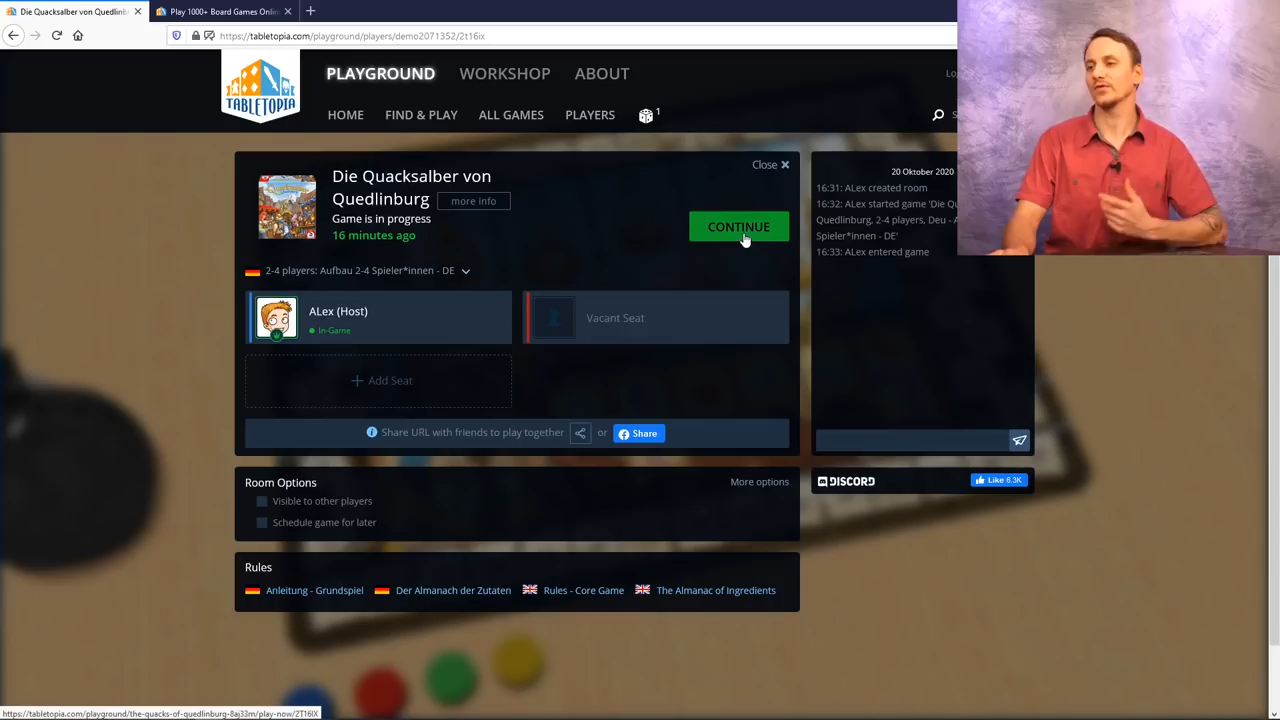 Die Quacksalber von Quedlinbu
Play 1000+ Board Games Onlin
https://tabletopia.com/playground/players/demo2071352/2t16ix
TABLETOPIA
PLAYGROUND
WORKSHOP
ABOUT
HOME
FIND & PLAY
ALL GAMES
PLAYERS
1
Die Quacksalber von
Quedlinburg
more info
Game is in progress
16 minutes ago
Close
CONTINUE
2-4 players: Aufbau 2-4 Spieler*innen - DE
ALex (Host)
In-Game
Vacant Seat
Add Seat
Share URL with friends to play together
or
Share
20 Oktober 2020
16:31: ALex created room
16:32: ALex started game 'Die Qu
Quedlinburg, 2-4 players, Deu - A
Spieler*innen - DE'
16:33: ALex entered game
DISCORD
Like 6.3K
Room Options
More options
Visible to other players
Schedule game for later
Rules
Anleitung - Grundspiel
Der Almanach der Zutaten
Rules - Core Game
The Almanac of Ingredients
https://tabletopia.com/playground/the-quacks-of-quedlinburg-8aj33m/play-now/2T16IX